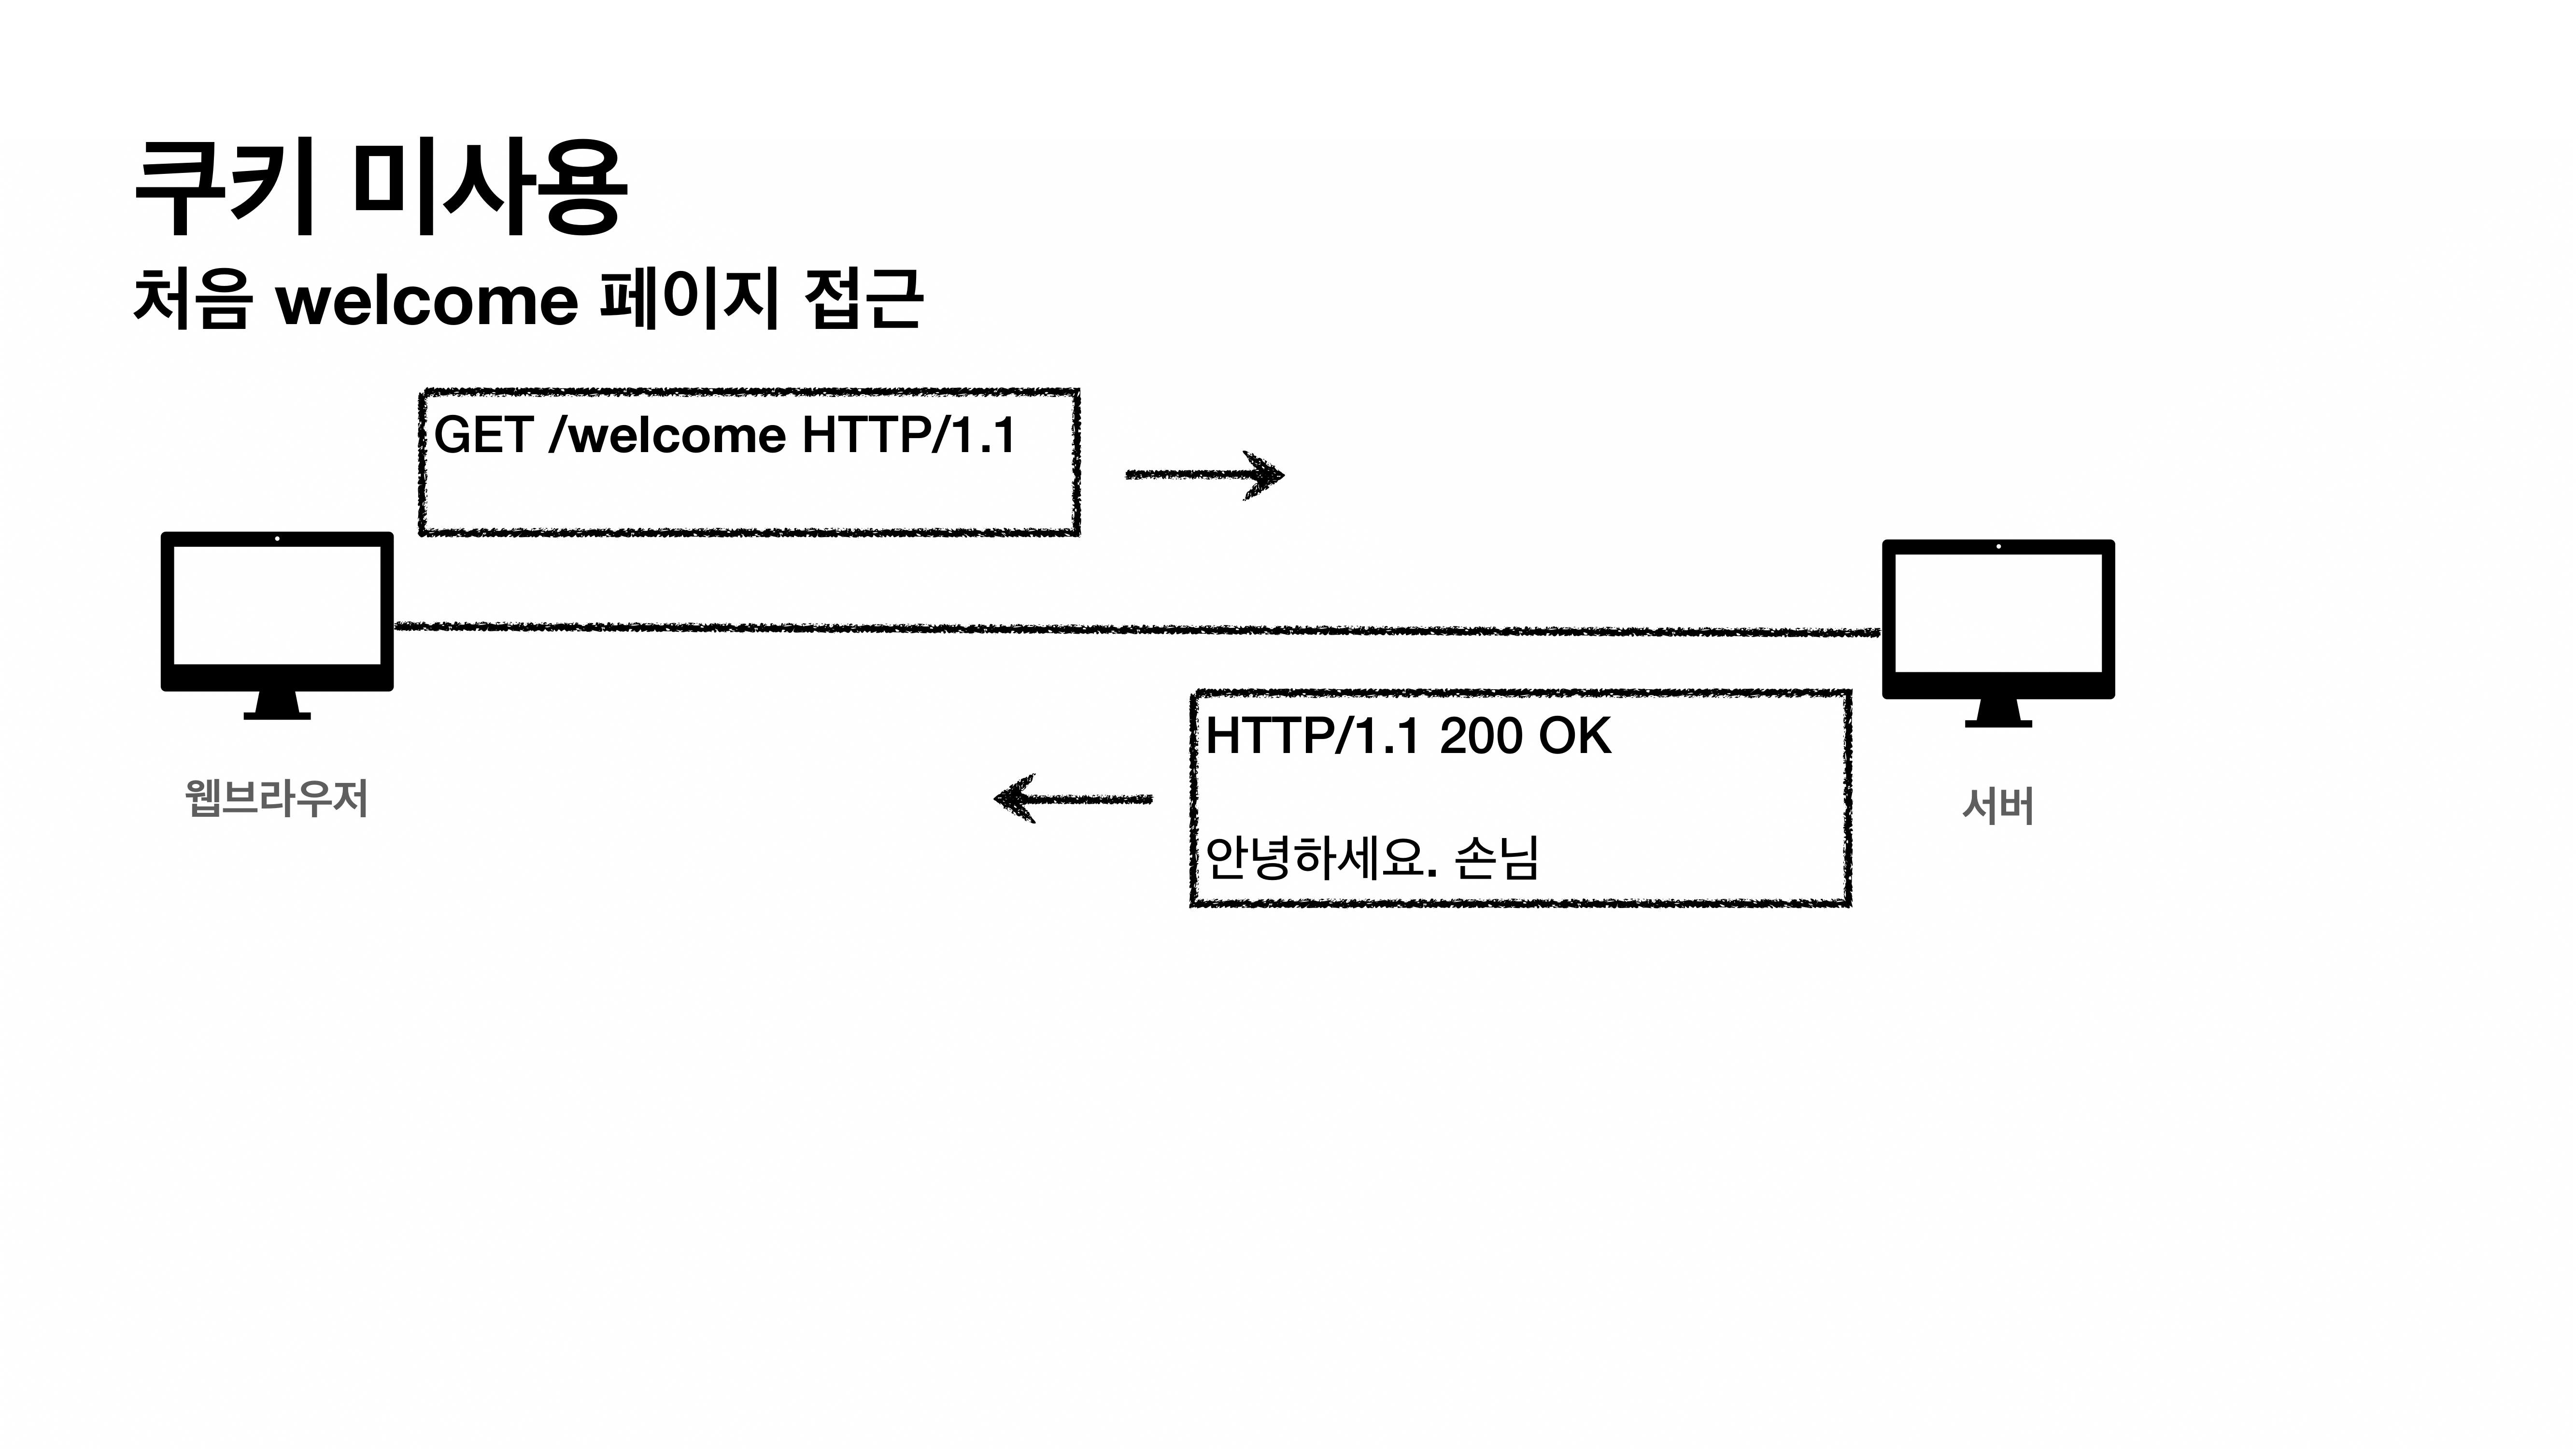 쿠키 미사용
처음 welcome 페이지 접근
GET /welcome HTTP/1.1
웹브라우저
서버
HTTP/1.1 200 OK
안녕하세요. 손님